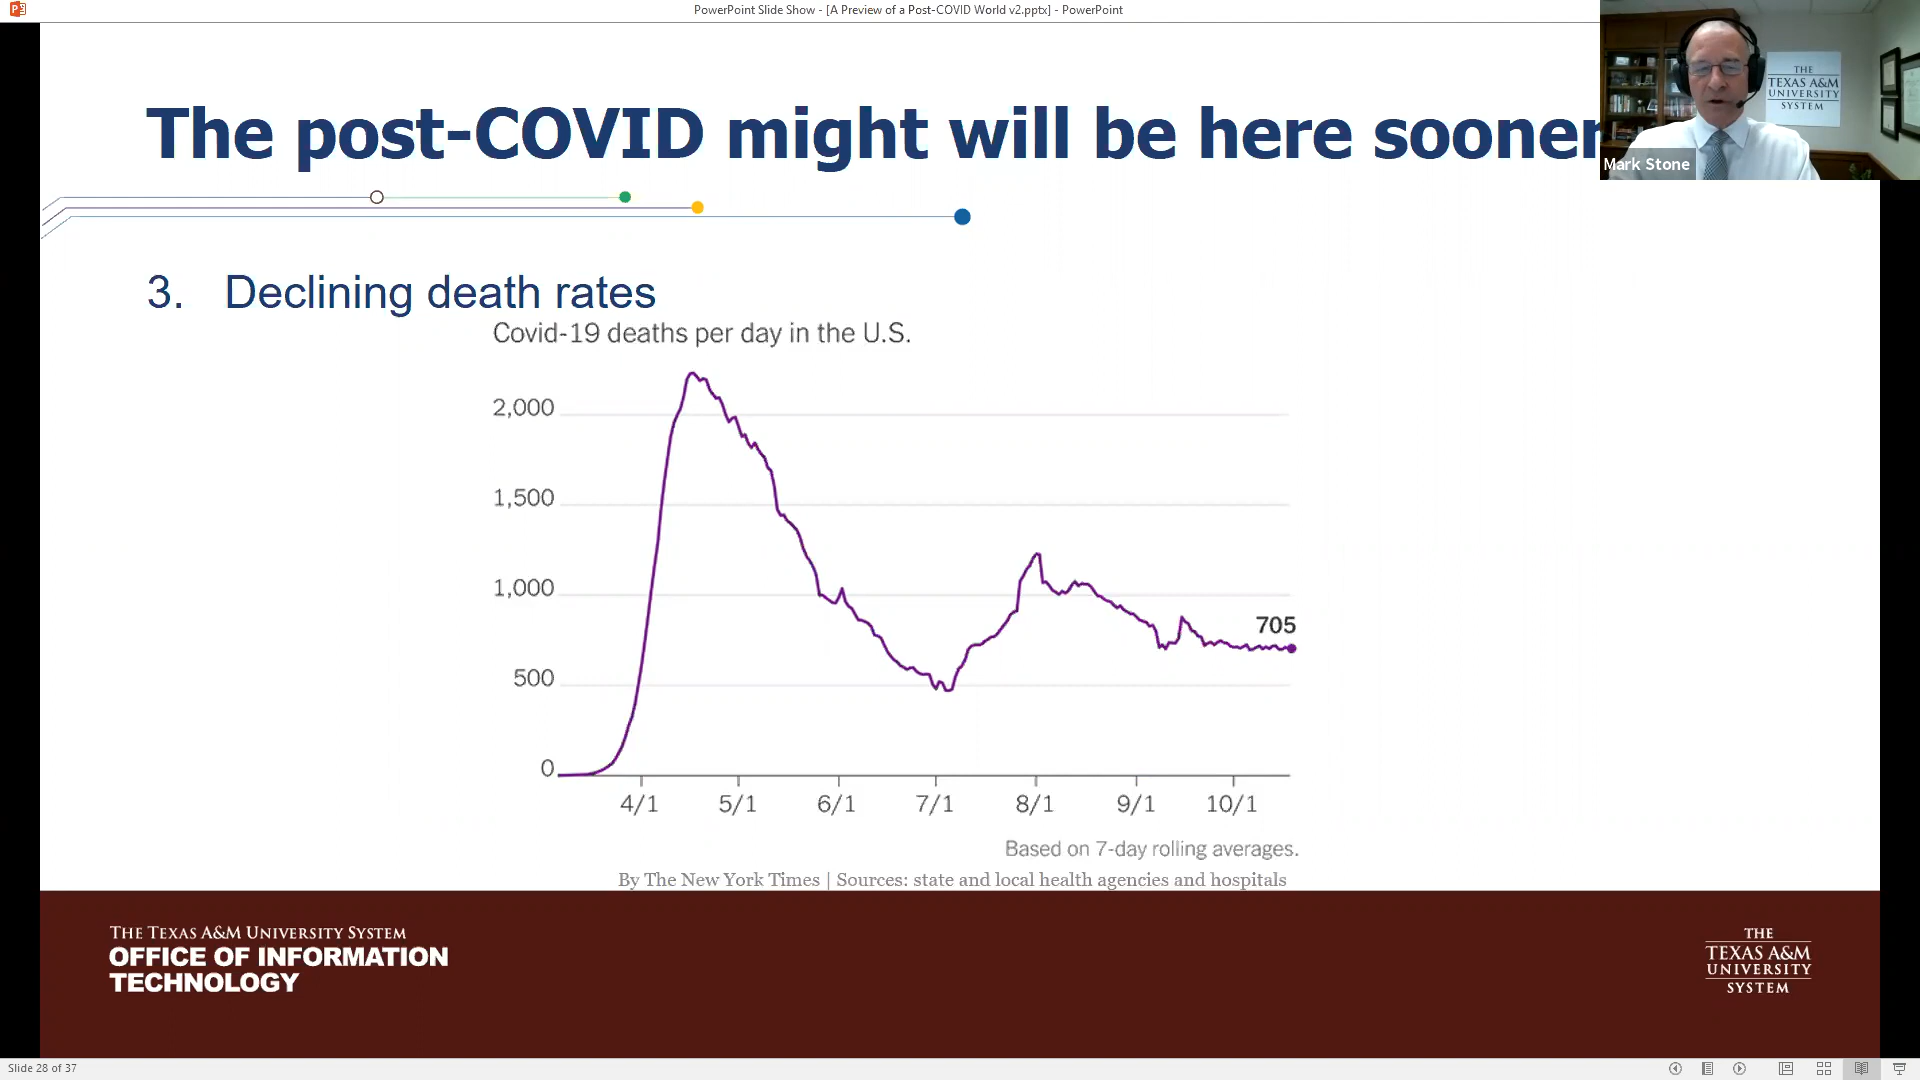 PowerPoint Slide Show - [A Preview of a Post-COVID World v2.pptx] - PowerPoint
THE
TEXAS A&M
UNIVERSITY
SYSTEM
Mark Stone
The post-COVID might will be here sooner
3. Declining death rates
Covid-19 deaths per day in the U.S.
2,000
1,500
1,000
705
500
0
4/1 5/1 6/1 7/1 8/1 9/1 10/1
Based on 7-day rolling averages.
By The New York Times | Sources: state and local health agencies and hospitals
THE TEXAS A&M UNIVERSITY SYSTEM
OFFICE OF INFORMATION
TECHNOLOGY
THE
TEXAS A&M
UNIVERSITY
SYSTEM
Slide 28 of 37